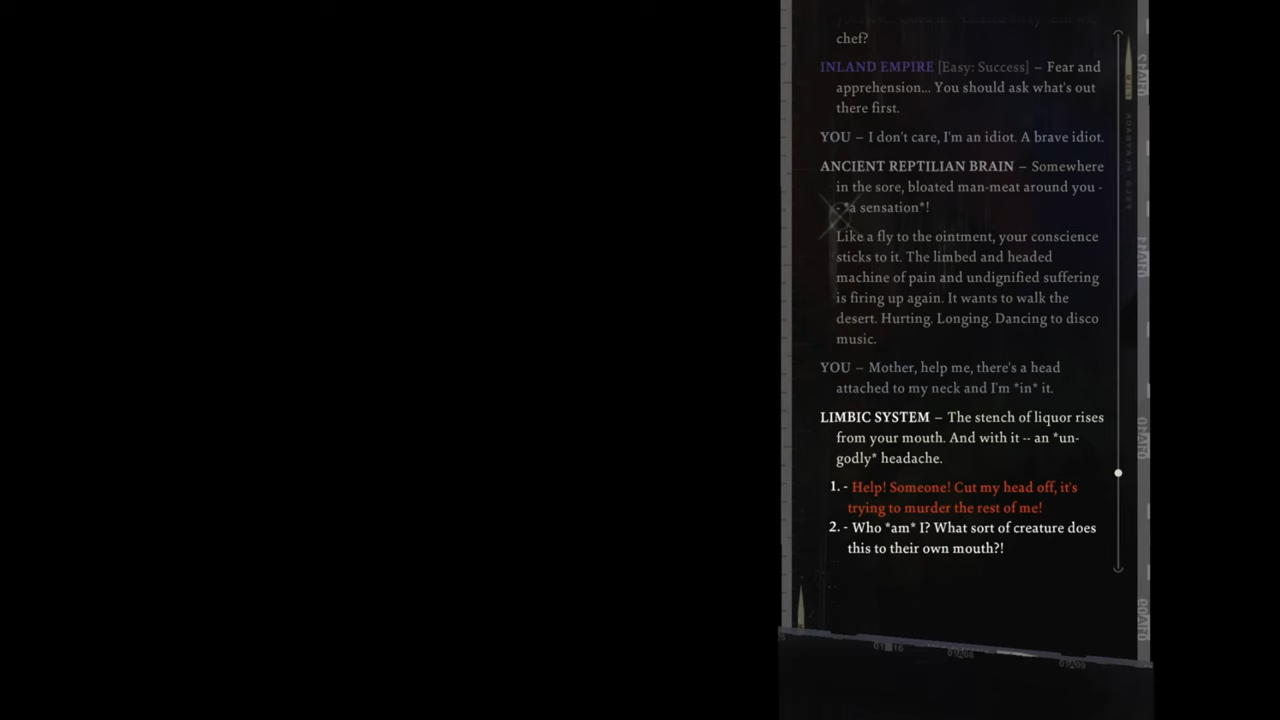 chef?
INLAND EMPIRE [Easy: Success] – Fear and
apprehension... You should ask what's out
there first.
YOU – I don't care, I'm an idiot. A brave idiot.
ANCIENT REPTILIAN BRAIN – Somewhere
in the sore, bloated man-meat around you -
- *a sensation*!
Like a fly to the ointment, your conscience
sticks to it. The limbed and headed
machine of pain and undignified suffering
is firing up again. It wants to walk the
desert. Hurting. Longing. Dancing to disco
music.
YOU – Mother, help me, there's a head
attached to my neck and I'm *in* it.
LIMBIC SYSTEM – The stench of liquor rises
from your mouth. And with it -- an *un-
godly* headache.
1. - Help! Someone! Cut my head off, it's
trying to murder the rest of me!
2. - Who *am* I? What sort of creature does
this to their own mouth?!